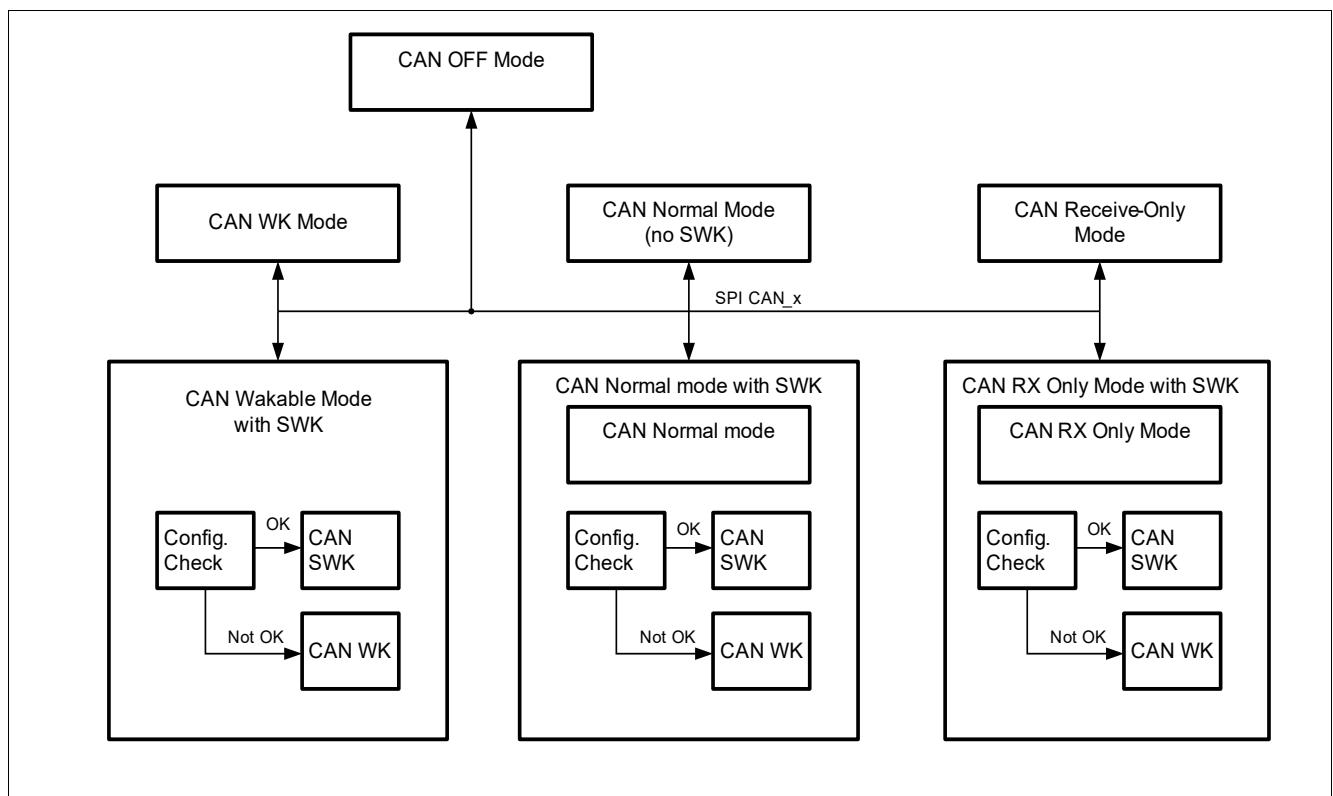 CAN OFF Mode
CAN WK Mode
CAN Normal Mode
(no SWK)
CAN Receive-Only
Mode
SPI CAN_x
CAN Wakable Mode
with SWK
Config.
Check
OK
CAN
SWK
Not OK
CAN WK
CAN Normal mode with SWK
CAN Normal mode
Config.
Check
OK
CAN
SWK
Not OK
CAN WK
CAN RX Only Mode with SWK
CAN RX Only Mode
Config.
Check
OK
CAN
SWK
Not OK
CAN WK